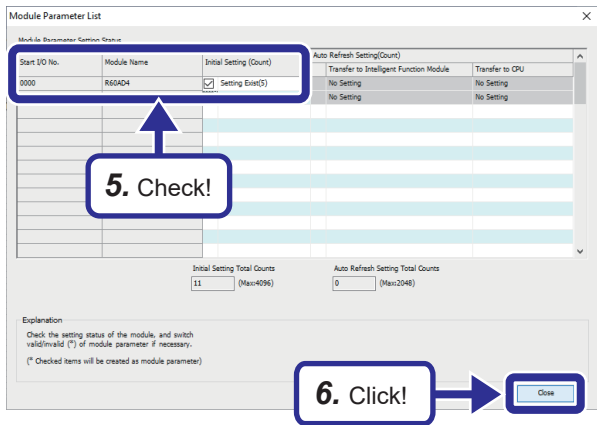 Module Parameter List
Module Parameter Setting Status
Start I/O No. Module Name Initial Setting (Count) Auto Refresh Setting(Count)
Transfer to Intelligent Function Module Transfer to CPU
0000 R60AD4 Setting Exist(5) No Setting No Setting
No Setting No Setting
5. Check!
Initial Setting Total Counts Auto Refresh Setting Total Counts
11 (Max:4096) 0 (Max:2048)
Explanation
Check the setting status of the module, and switch
valid/invalid (*) of module parameter if necessary.
(* Checked items will be created as module parameter)
6. Click!
Close